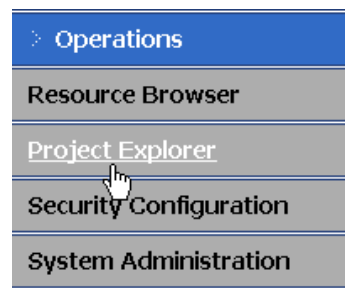 Operations
Resource Browser
Project Explorer
Security Configuration
System Administration